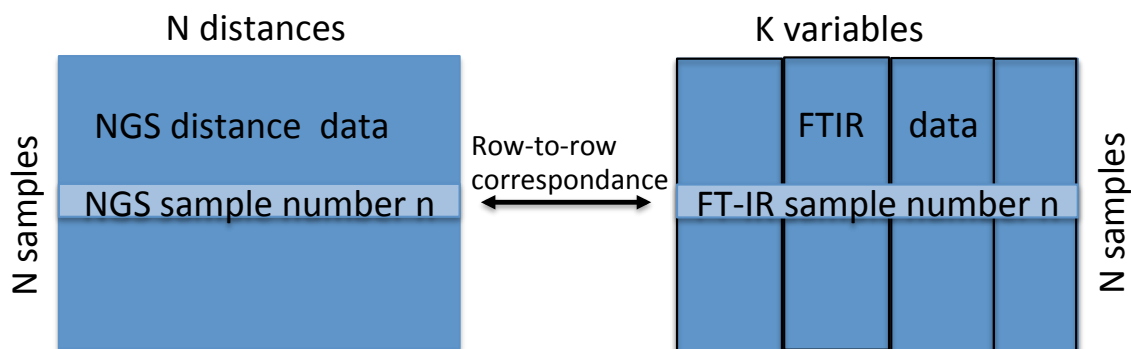 N distances
K variables
N samples
NGS distance data
NGS sample number n
Row-to-row
correspondance
FTIR data
FT-IR sample number n
N samples